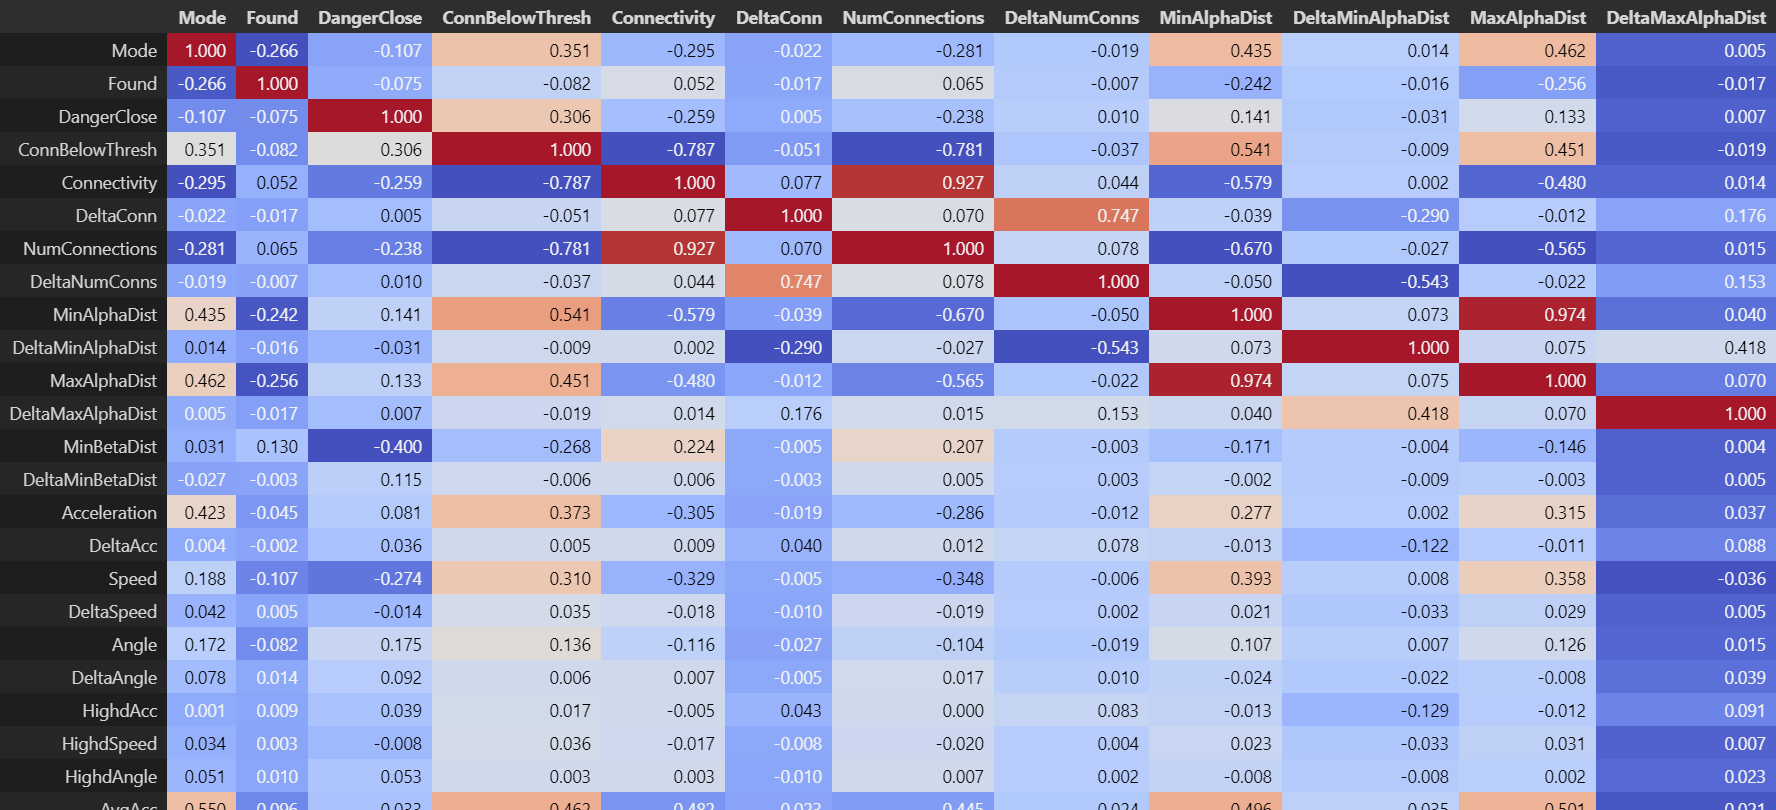 Mode Found DangerClose ConnBelowThresh Connectivity DeltaConn NumConnections DeltaNumConns MinAlphaDist DeltaMinAlphaDist MaxAlphaDist DeltaMaxAlphaDist
Mode 1.000 -0.266 -0.107 0.351 -0.295 -0.022 -0.281 -0.019 0.435 0.014 0.462 0.005
Found -0.266 1.000 -0.075 -0.082 0.052 -0.017 0.065 -0.007 -0.242 -0.016 -0.256 -0.017
DangerClose -0.107 -0.075 1.000 0.306 -0.259 0.005 -0.238 0.010 0.141 -0.031 0.133 0.007
ConnBelowThresh 0.351 -0.082 0.306 1.000 -0.787 -0.051 -0.781 -0.037 0.541 -0.009 0.451 -0.019
Connectivity -0.295 0.052 -0.259 -0.787 1.000 0.077 0.927 0.044 -0.579 0.002 -0.480 0.014
DeltaConn -0.022 -0.017 0.005 -0.051 0.077 1.000 0.070 0.747 -0.039 -0.290 -0.012 0.176
NumConnections -0.281 0.065 -0.238 -0.781 0.927 0.070 1.000 0.078 -0.670 -0.027 -0.565 0.015
DeltaNumConns -0.019 -0.007 0.010 -0.037 0.044 0.747 0.078 1.000 -0.050 -0.543 -0.022 0.153
MinAlphaDist 0.435 -0.242 0.141 0.541 -0.579 -0.039 -0.670 -0.050 1.000 0.073 0.974 0.040
DeltaMinAlphaDist 0.014 -0.016 -0.031 -0.009 0.002 -0.290 -0.027 -0.543 0.073 1.000 0.075 0.418
MaxAlphaDist 0.462 -0.256 0.133 0.451 -0.480 -0.012 -0.565 -0.022 0.974 0.075 1.000 0.070
DeltaMaxAlphaDist 0.005 -0.017 0.007 -0.019 0.014 0.176 0.015 0.153 0.040 0.418 0.070 1.000
MinBetaDist 0.031 0.130 -0.400 -0.268 0.224 -0.005 0.207 -0.003 -0.171 -0.004 -0.146 0.004
DeltaMinBetaDist -0.027 -0.003 0.115 -0.006 0.006 -0.003 0.005 0.003 -0.002 -0.009 -0.003 0.005
Acceleration 0.423 -0.045 0.081 0.373 -0.305 -0.019 -0.286 -0.012 0.277 0.002 0.315 0.037
DeltaAcc 0.004 -0.002 0.036 0.005 0.009 0.040 0.012 0.078 -0.013 -0.122 -0.011 0.088
Speed 0.188 -0.107 -0.274 0.310 -0.329 -0.005 -0.348 -0.006 0.393 0.008 0.358 -0.036
DeltaSpeed 0.042 0.005 -0.014 0.035 -0.018 -0.010 -0.019 0.002 0.021 -0.033 0.029 0.005
Angle 0.172 -0.082 0.175 0.136 -0.116 -0.027 -0.104 -0.019 0.107 0.007 0.126 0.015
DeltaAngle 0.078 0.014 0.092 0.006 0.007 -0.005 0.017 0.010 -0.024 -0.022 -0.008 0.039
HighdAcc 0.001 0.009 0.039 0.017 -0.005 0.043 0.000 0.083 -0.013 -0.129 -0.012 0.091
HighdSpeed 0.034 0.003 -0.008 0.036 -0.017 -0.008 -0.020 0.004 0.023 -0.033 0.031 0.007
HighdAngle 0.051 0.010 0.053 0.003 0.003 -0.010 0.007 0.002 -0.008 -0.008 0.002 0.023